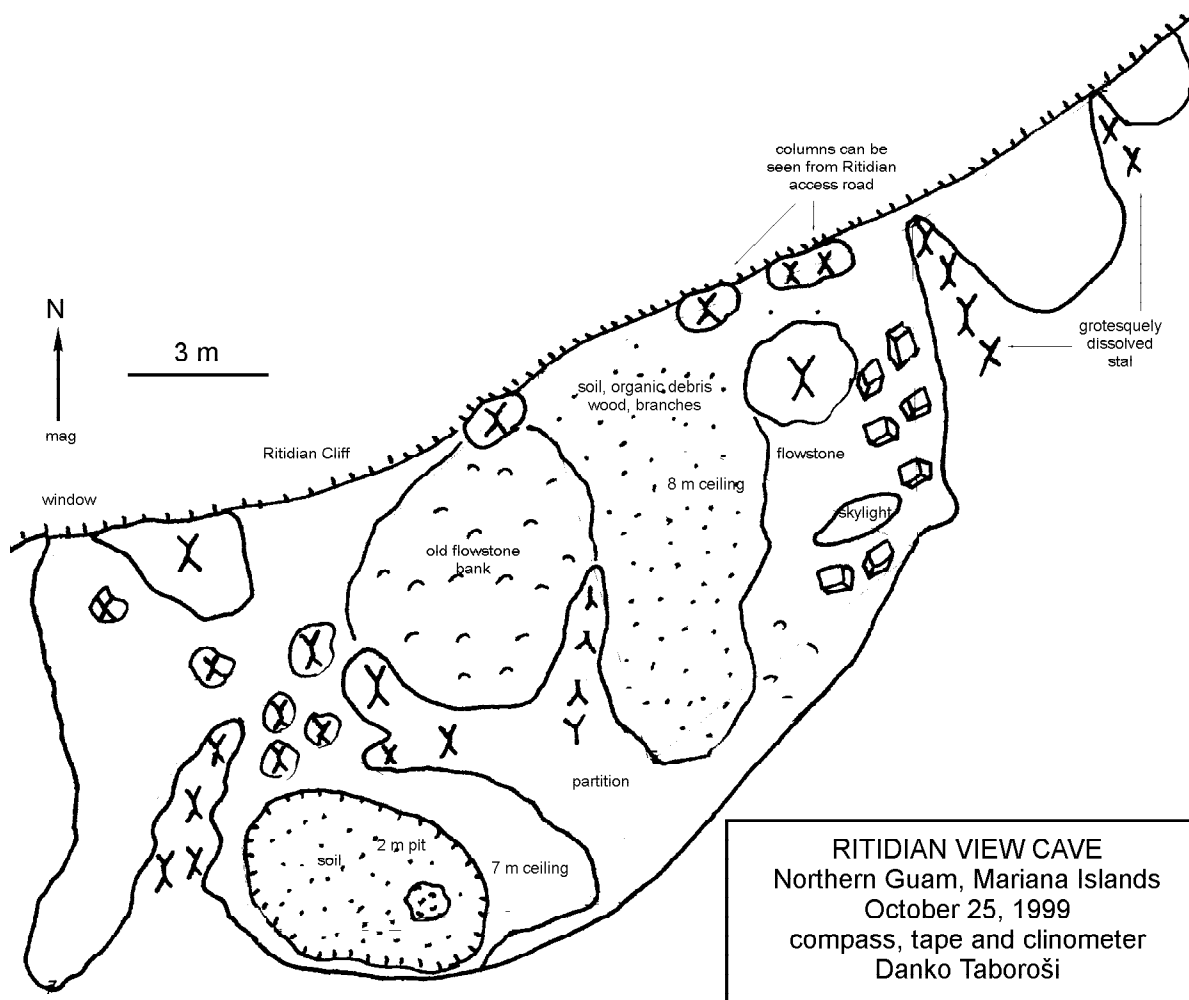 columns can be
seen from Ritidian
access road
N
3 m
mag
grotesquely
dissolved
stal
soil, organic debris
wood, branches
Ritidian Cliff
flowstone
window
8 m ceiling
skylight
old flowstone
bank
partition
2 m pit
soil
7 m ceiling
RITIDIAN VIEW CAVE
Northern Guam, Mariana Islands
October 25, 1999
compass, tape and clinometer
Danko Taboroši